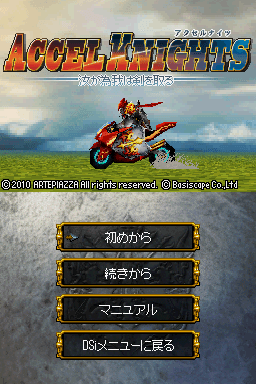 アクセルナイツ
ACCEL KNIGHTS
汝が為、我は剣を取る
© 2010 ARTEPIAZZA All rights reserved. © Basiscape Co.,Ltd
初めから
続きから
マニュアル
DSiメニューに戻る